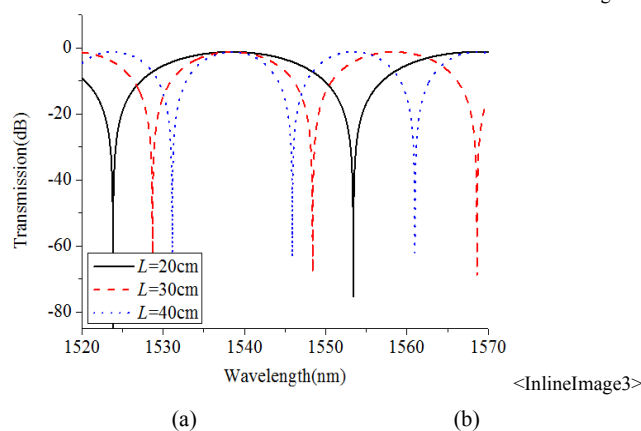 g
0
-20
-40
-60
-80
Transmission(dB)
L=20cm
L=30cm
L=40cm
1520 1530 1540 1550 1560 1570
Wavelength(nm)
<InlineImage3>
(a) (b)